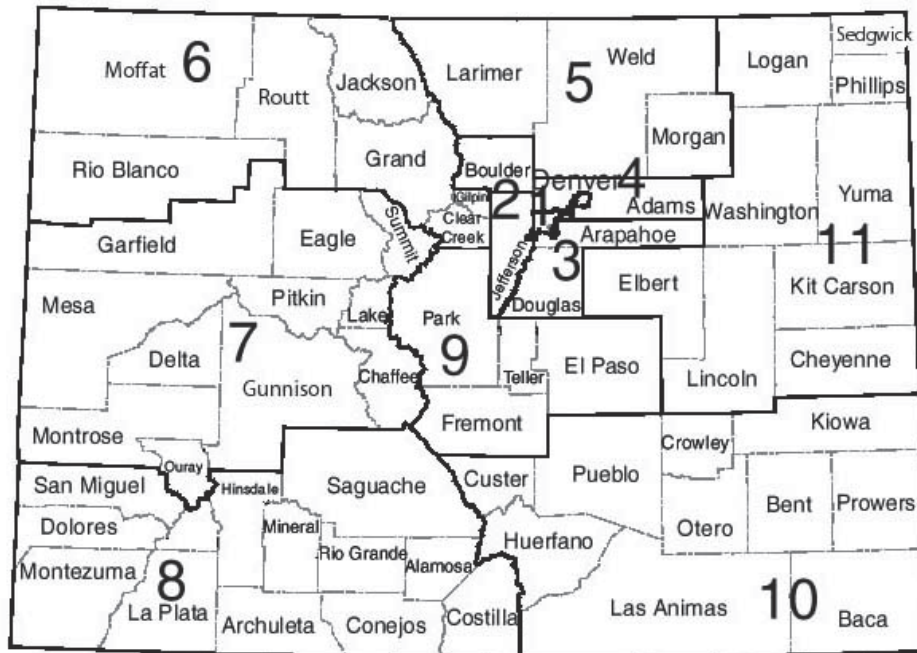 Moffat
6
Routt
Jackson
Larimer
Weld
5
Logan
Sedgwick
Phillips
Morgan
Rio Blanco
Grand
Boulder
Gilpin
Clear
Creek
2
1
Denver
4
Adams
Washington
Yuma
11
Garfield
Eagle
Summit
Jefferson
3
Arapahoe
Douglas
Elbert
Kit Carson
Mesa
Pitkin
Lake
Park
7
Delta
9
Gunnison
Chaffee
Teller
El Paso
Lincoln
Cheyenne
Montrose
Fremont
Kiowa
Crowley
Ouray
San Miguel
Hinsdale
Saguache
Custer
Pueblo
Otero
Bent
Prowers
Dolores
Mineral
Rio Grande
Alamosa
Huerfano
Montezuma
8
La Plata
Archuleta
Conejos
Costilla
Las Animas
10
Baca